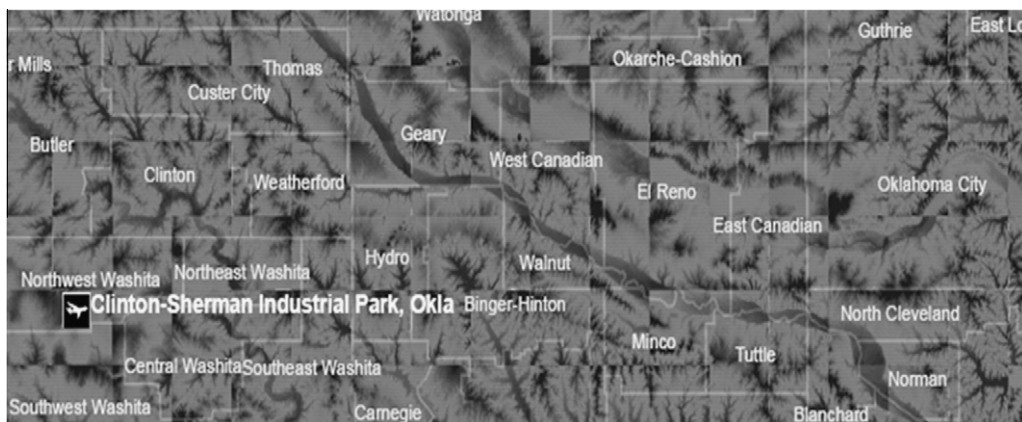 Watonga
Guthrie
East Lo
r Mills
Thomas
Okarche-Cashion
Custer City
Geary
Butler
West Canadian
Clinton
Weatherford
El Reno
Oklahoma City
East Canadian
Hydro
Walnut
Northwest Washita
Northeast Washita
Clinton-Sherman Industrial Park, Okla
Binger-Hinton
North Cleveland
Minco
Tuttle
Central Washita
Southeast Washita
Norman
Southwest Washita
Carnegie
Blanchard